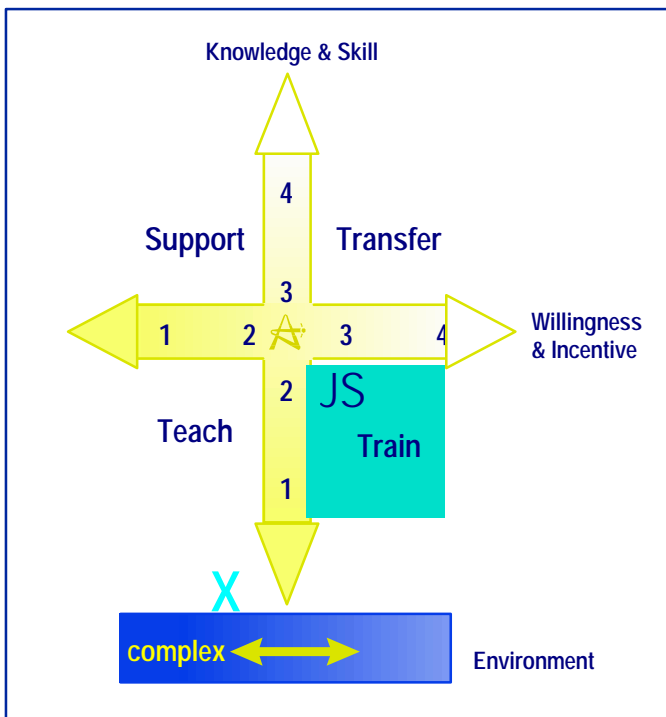 Knowledge & Skill
4
Support
Transfer
3
1
2
3
4
Willingness
& Incentive
2
JS
Teach
Train
1
X
complex
Environment